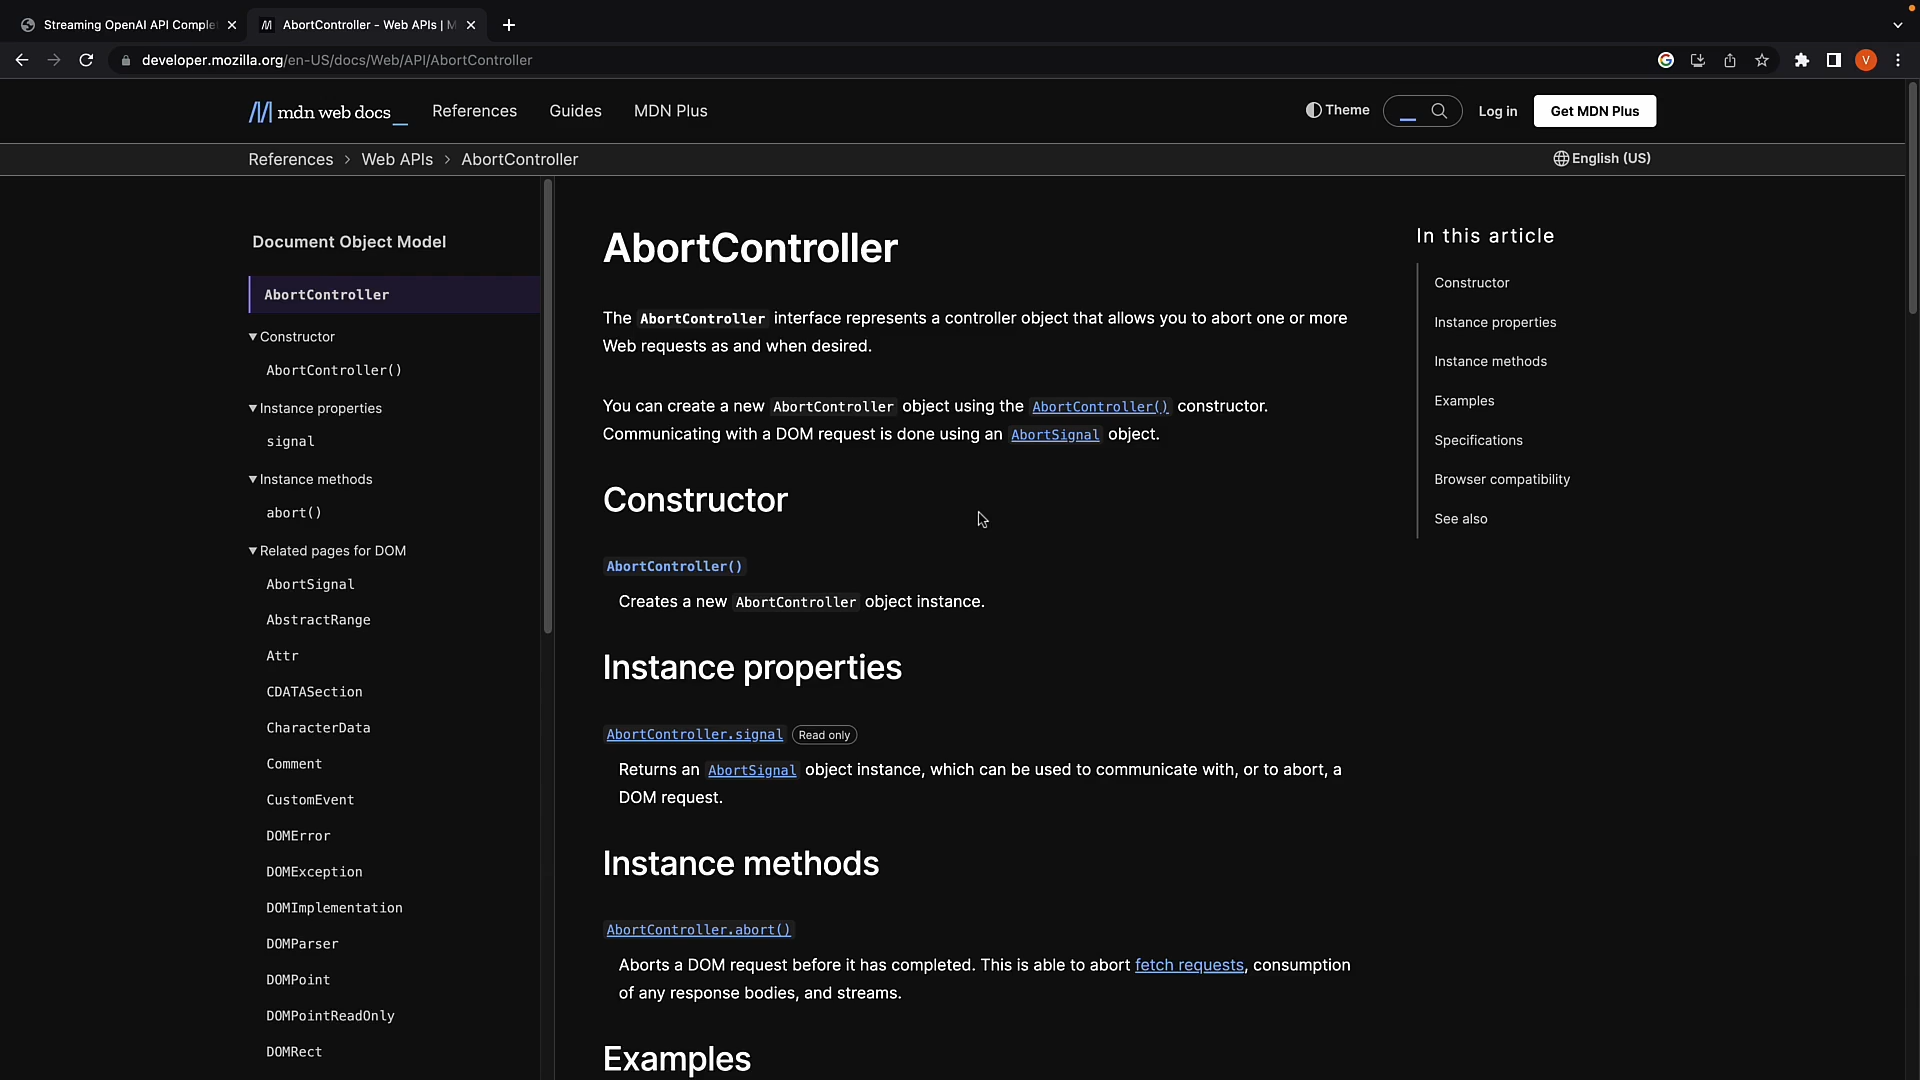 Streaming OpenAI API Comple
AbortController - Web APIs | M
developer.mozilla.org/en-US/docs/Web/API/AbortController
V
mdn web docs_
References
Guides
MDN Plus
Theme
Log in
Get MDN Plus
References > Web APIs > AbortController
English (US)
Document Object Model
AbortController
Constructor
AbortController()
Instance properties
signal
Instance methods
abort()
Related pages for DOM
AbortSignal
AbstractRange
Attr
CDATASection
CharacterData
Comment
CustomEvent
DOMError
DOMException
DOMImplementation
DOMParser
DOMPoint
DOMPointReadOnly
DOMRect
AbortController
The AbortController interface represents a controller object that allows you to abort one or more
Web requests as and when desired.
You can create a new AbortController object using the AbortController() constructor.
Communicating with a DOM request is done using an AbortSignal object.
Constructor
AbortController()
Creates a new AbortController object instance.
Instance properties
AbortController.signal Read only
Returns an AbortSignal object instance, which can be used to communicate with, or to abort, a
DOM request.
Instance methods
AbortController.abort()
Aborts a DOM request before it has completed. This is able to abort fetch requests, consumption
of any response bodies, and streams.
Examples
In this article
Constructor
Instance properties
Instance methods
Examples
Specifications
Browser compatibility
See also